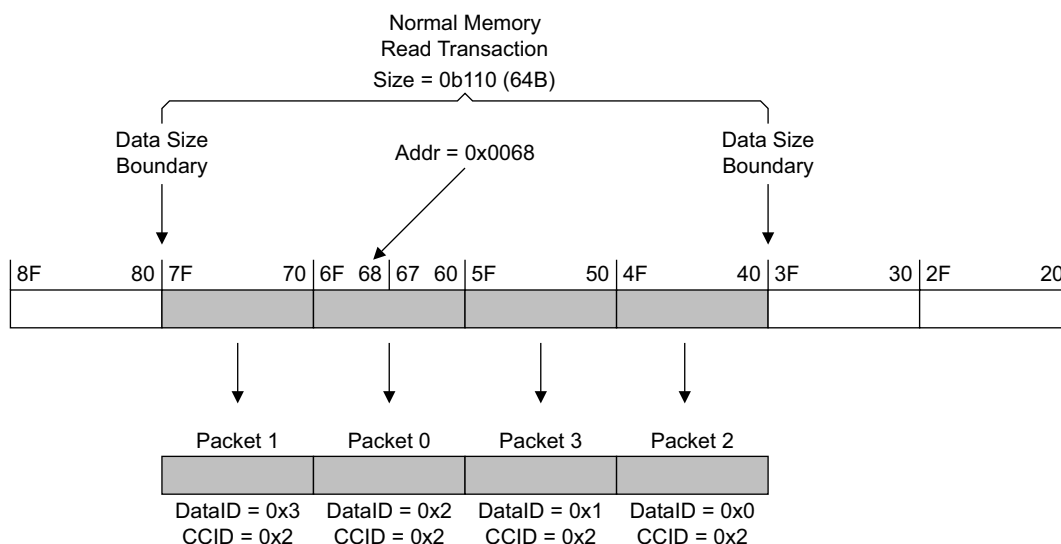 Normal Memory
Read Transaction
Size = 0b110 (64B)
Data Size
Boundary
Addr = 0x0068
Data Size
Boundary
8F 80 7F 70 6F 68 67 60 5F 50 4F 40 3F 30 2F 20
Packet 1 Packet 0 Packet 3 Packet 2
DataID = 0x3 DataID = 0x2 DataID = 0x1 DataID = 0x0
CCID = 0x2 CCID = 0x2 CCID = 0x2 CCID = 0x2